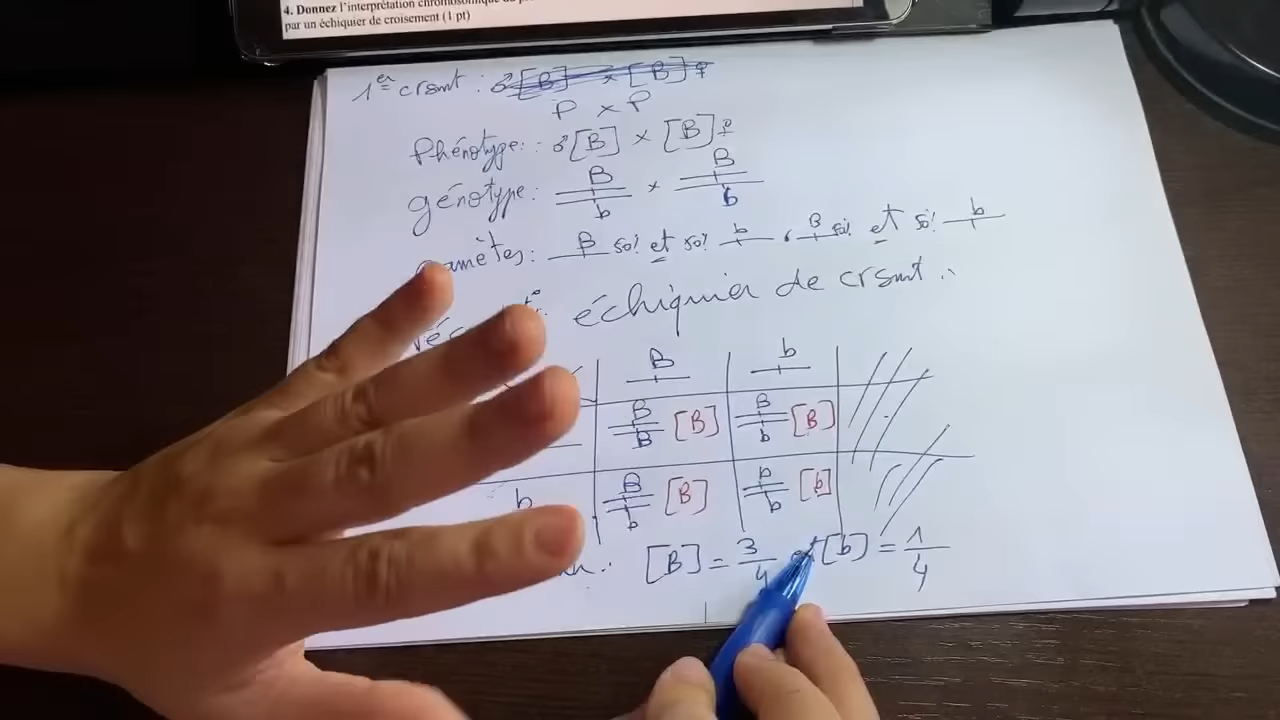 4. Donnez l'interprétation chromosomique du
par un échiquier de croisement (1 pt)
1er crsmt : ♂[B] × [B]♀
P × P
Phénotype: ♂[B] × [B]♀
génotype: B/b × B/b
B 50% et 50% b , B 50% et 50% b
échiquier de crsmt :
B b
B/B [B] B/b [B]
b B/b [B] b/b [b]
[B] = 3/4 et [b] = 1/4